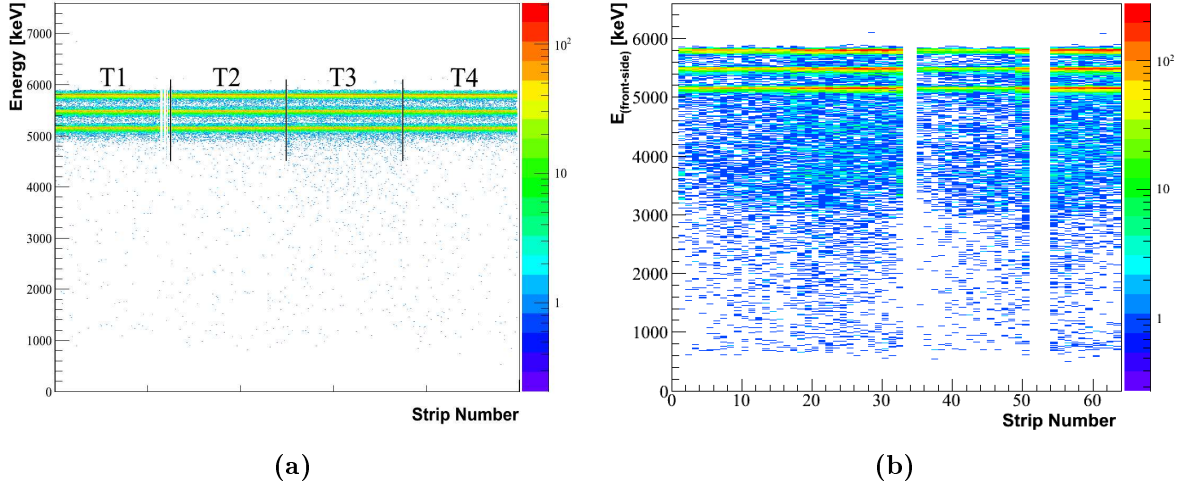 Energy [keV]
7000
6000
5000
4000
3000
2000
1000
0
T1 T2 T3 T4
10²
10
1
Strip Number
(a)
E(front-side) [keV]
6000
5000
4000
3000
2000
1000
0
0 10 20 30 40 50 60
10²
10
1
Strip Number
(b)